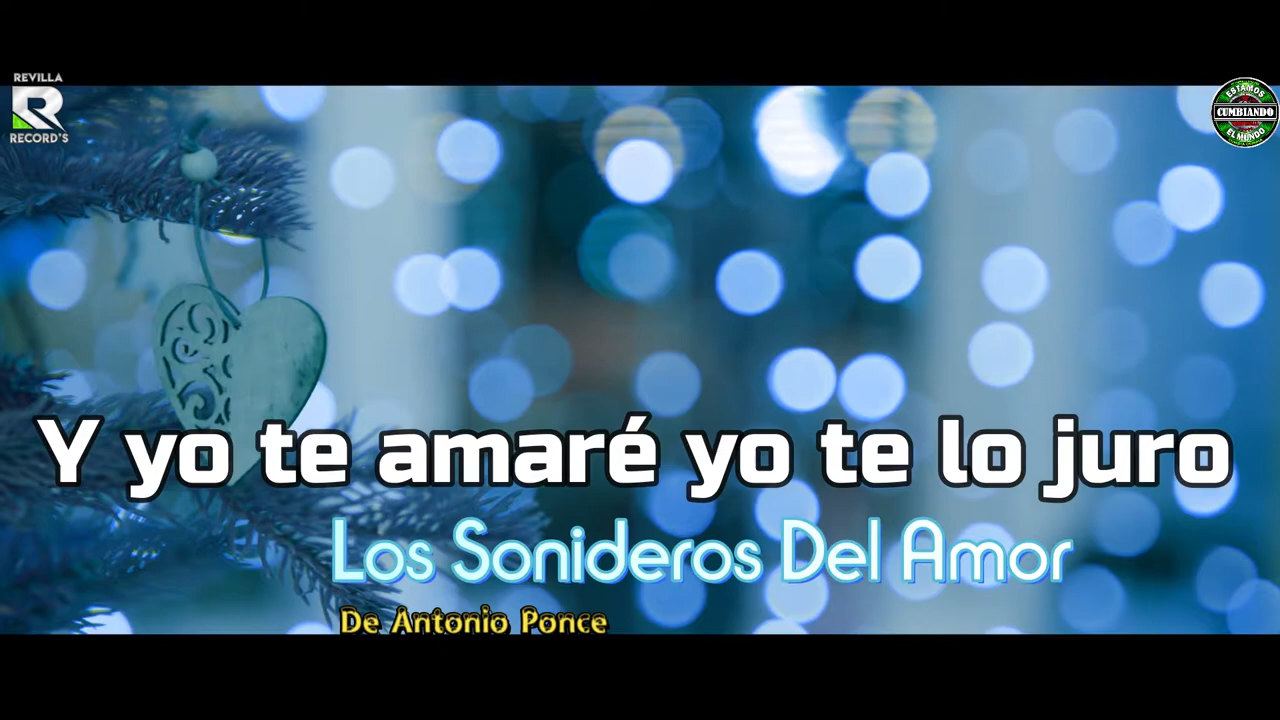 REVILLA
R
RECORD'S
ESTAMOS
CUMBIANDO
EL MUNDO
Y yo te amaré yo te lo juro
Los Sonideros Del Amor
De Antonio Ponce